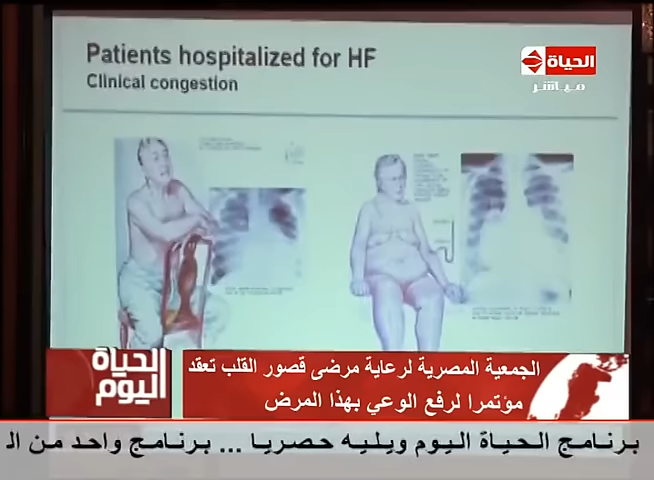 Patients hospitalized for HF
Clinical congestion
الحياة
مباشر
الحياة
اليوم
الجمعية المصرية لرعاية مرضى قصور القلب تعقد
مؤتمرا لرفع الوعي بهذا المرض
برنامج الحياة اليوم ويليه حصريا ... برنامج واحد من الـ